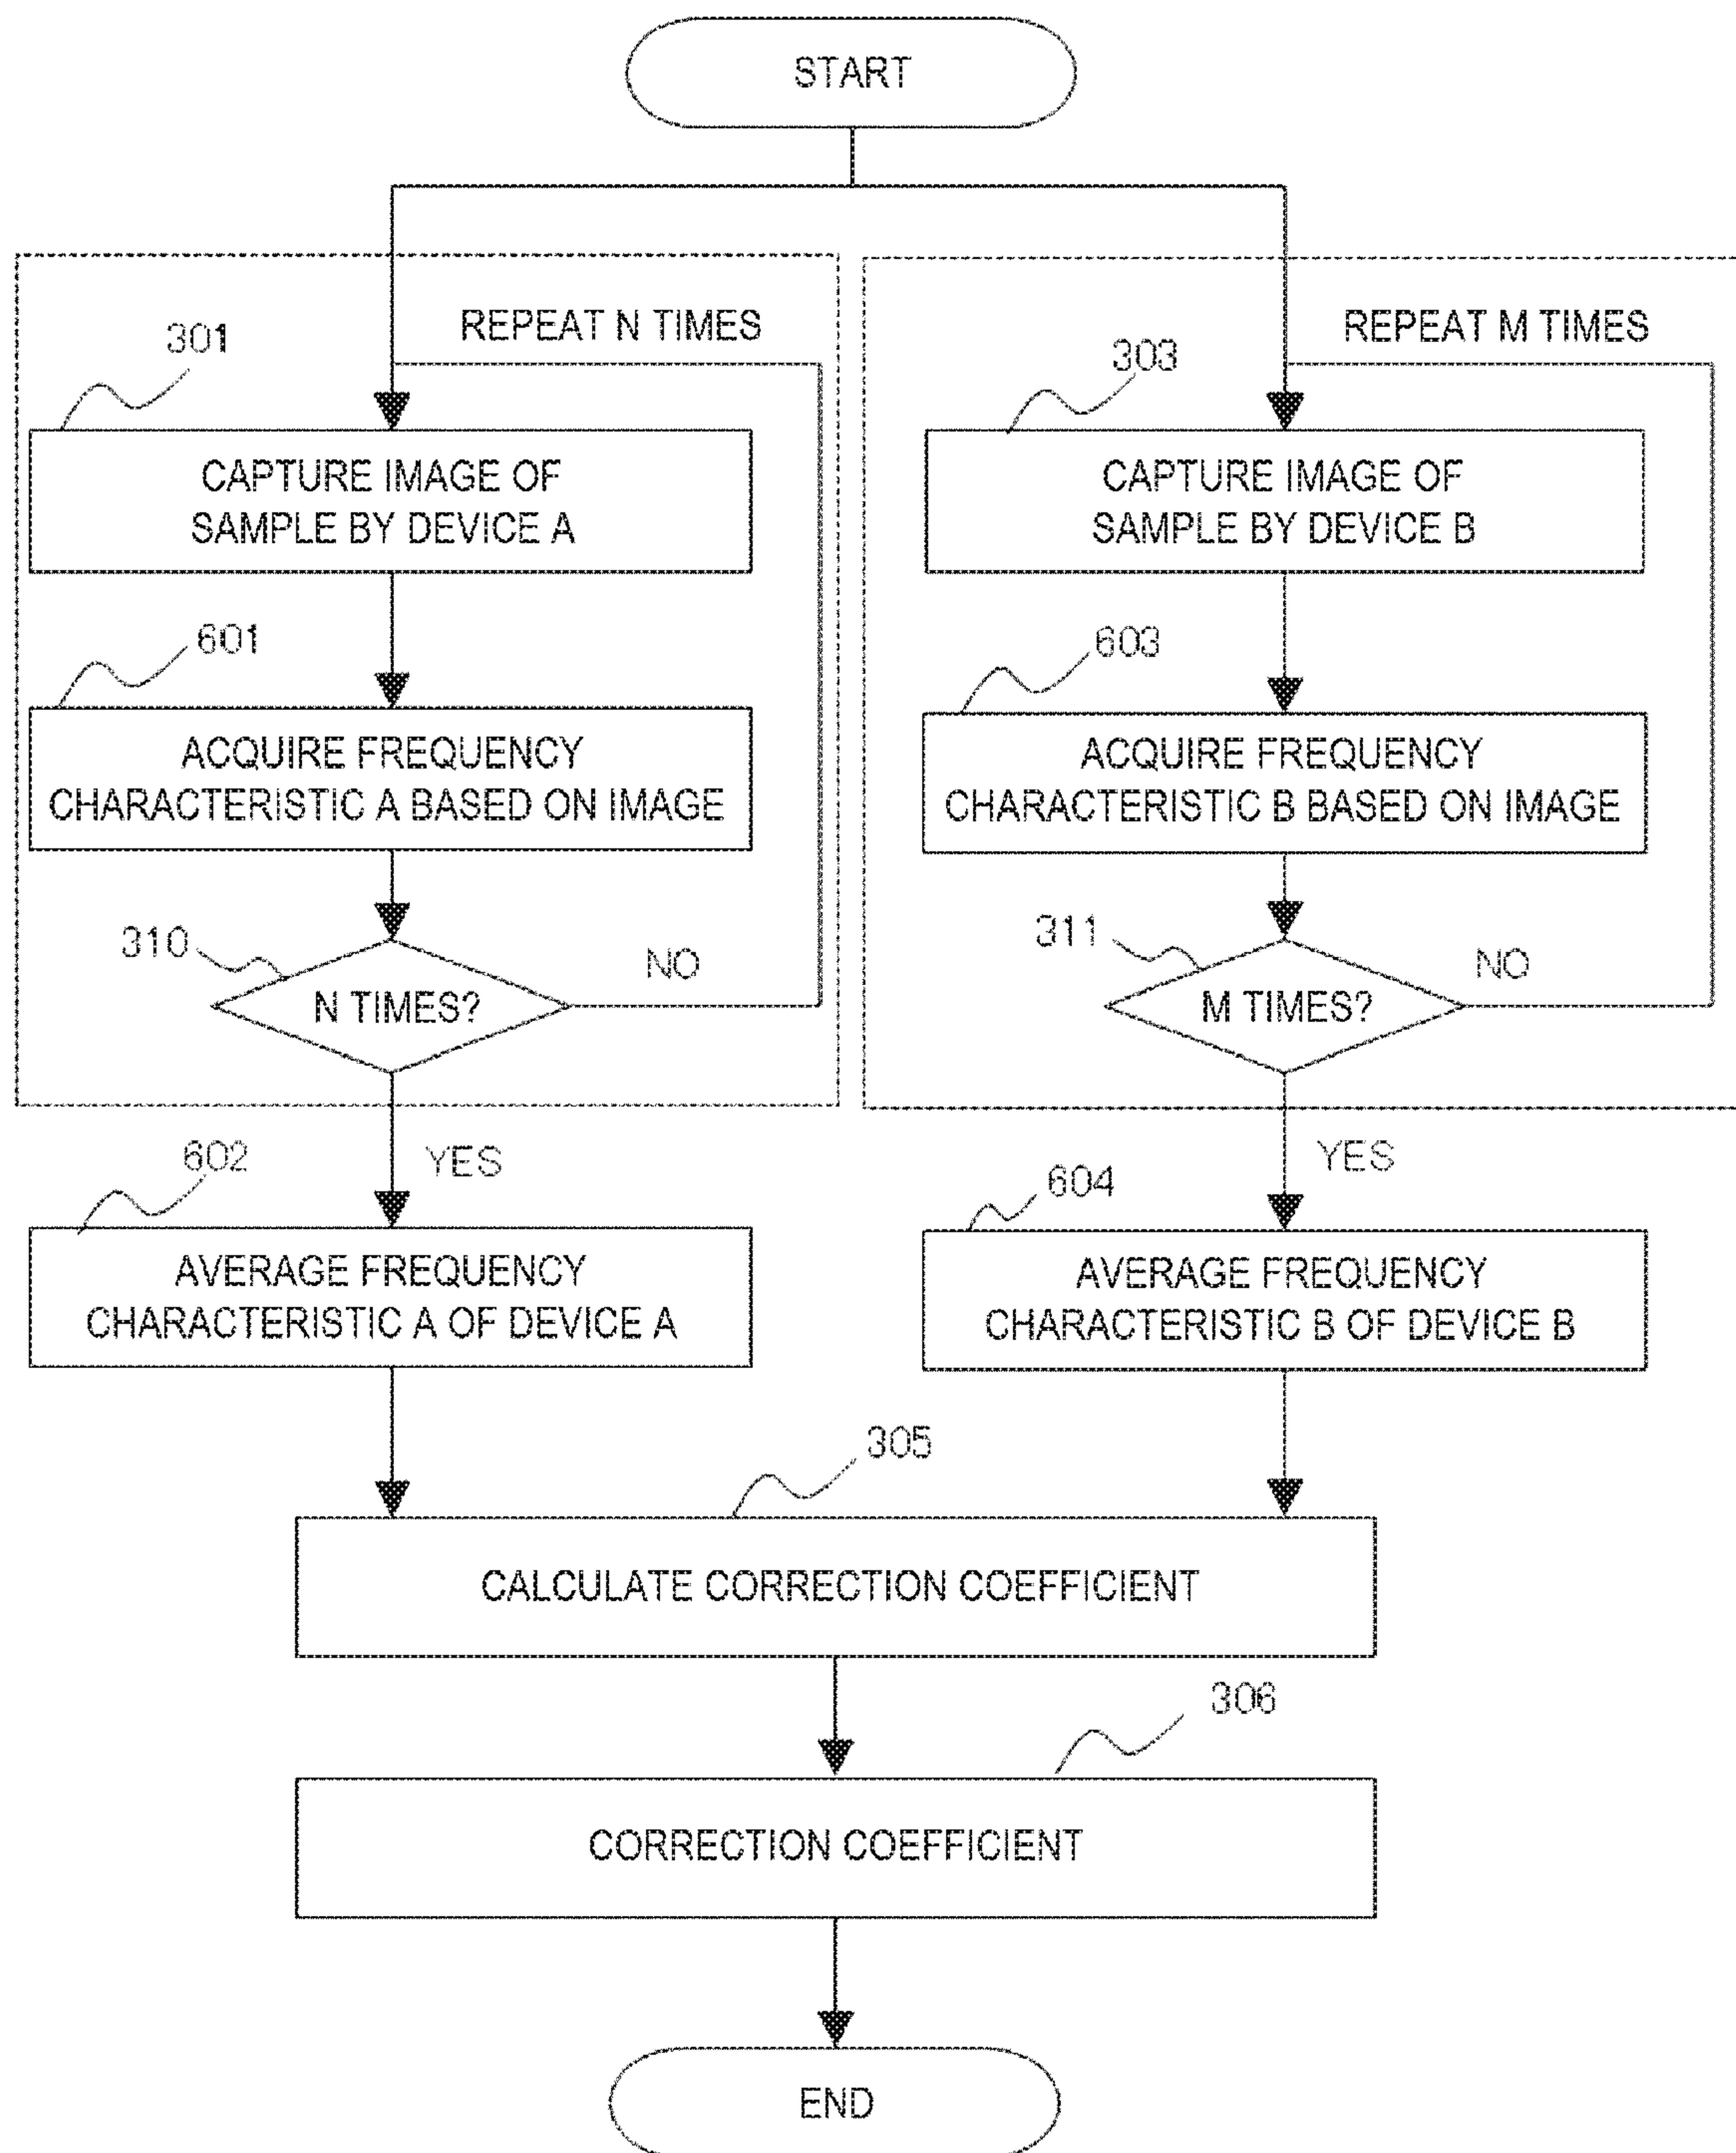 START
REPEAT N TIMES
301
CAPTURE IMAGE OF
SAMPLE BY DEVICE A
601
ACQUIRE FREQUENCY
CHARACTERISTIC A BASED ON IMAGE
310
N TIMES?
NO
YES
602
AVERAGE FREQUENCY
CHARACTERISTIC A OF DEVICE A
REPEAT M TIMES
303
CAPTURE IMAGE OF
SAMPLE BY DEVICE B
603
ACQUIRE FREQUENCY
CHARACTERISTIC B BASED ON IMAGE
311
M TIMES?
NO
YES
604
AVERAGE FREQUENCY
CHARACTERISTIC B OF DEVICE B
305
CALCULATE CORRECTION COEFFICIENT
306
CORRECTION COEFFICIENT
END